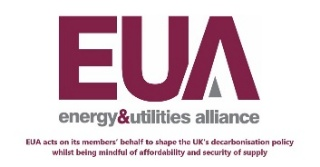 EUA
energy&utilities alliance
EUA acts on its members' behalf to shape the UK's decarbonisation policy
whilst being mindful of affordability and security of supply